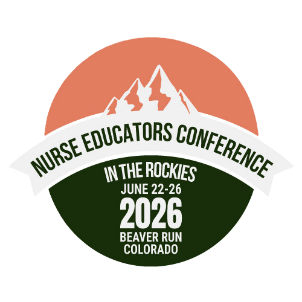 NURSE EDUCATORS CONFERENCE
IN THE ROCKIES
JUNE 22-26
2026
BEAVER RUN
COLORADO